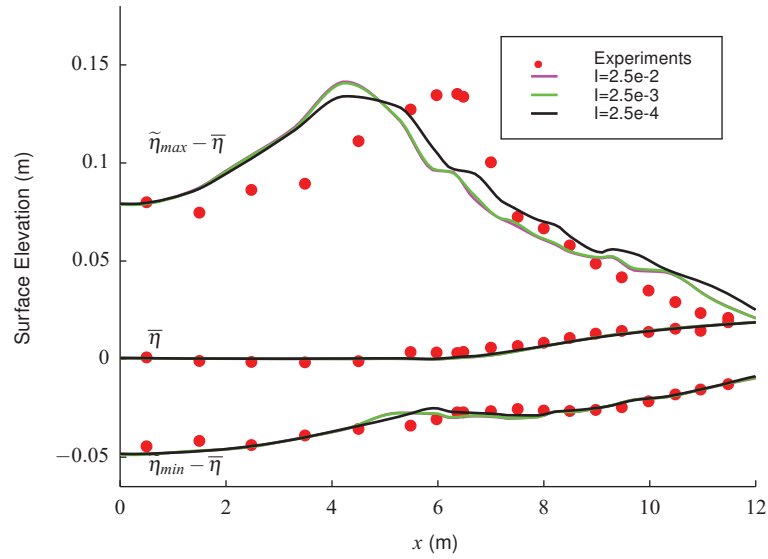 0.15
0.1
0.05
0
−0.05
Surface Elevation (m)
Experiments
I=2.5e-2
I=2.5e-3
I=2.5e-4
η̃max − η̅
η̅
ηmin − η̅
0 2 4 6 8 10 12
x (m)